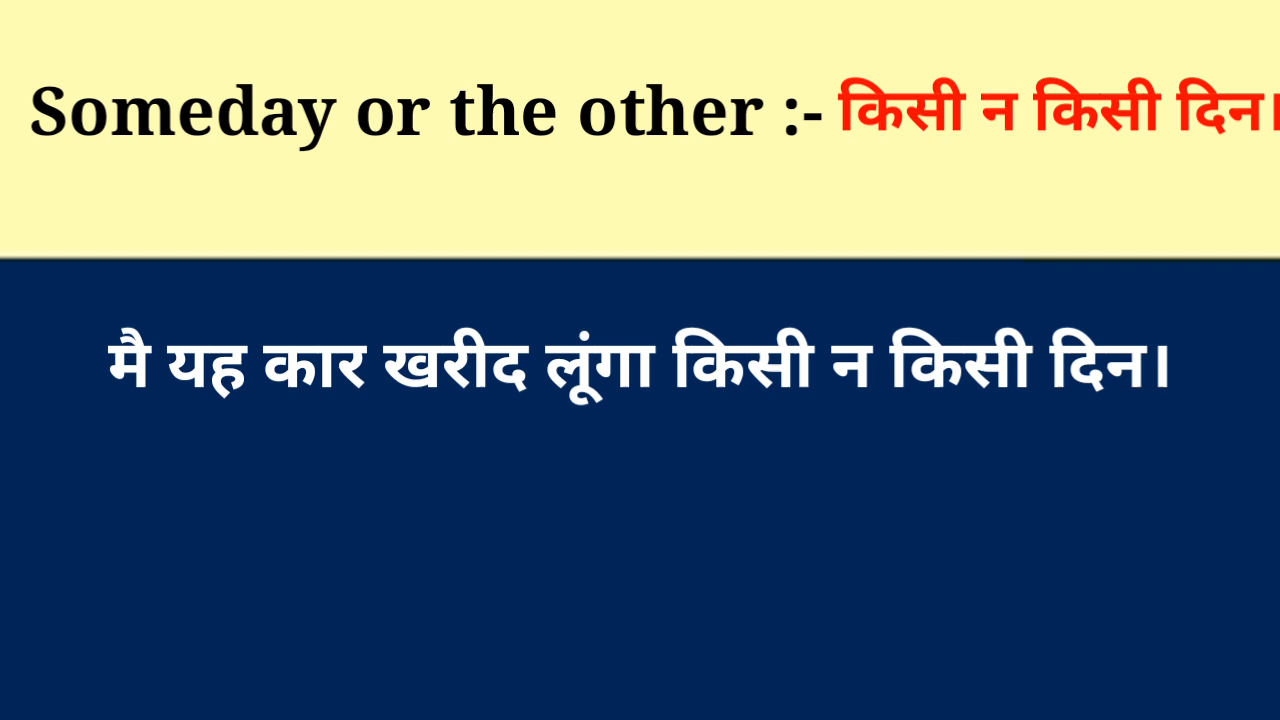 Someday or the other :- किसी न किसी दिन।
मै यह कार खरीद लूंगा किसी न किसी दिन।